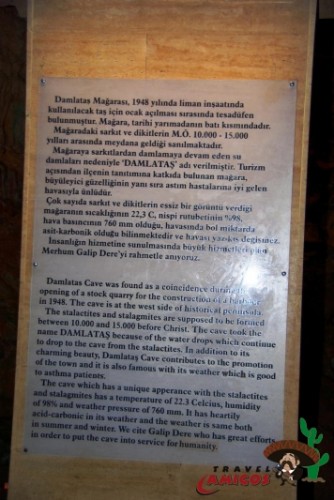 Damlataş Mağarası, 1948 yılında liman inşaatında
kullanılacak taş için ocak açılması sırasında tesadüfen
bulunmuştur. Mağara, tarihi yarımadanın batı kısmındadır.
Mağaradaki sarkıt ve dikitlerin M.Ö. 10.000 - 15.000
yılları arasında meydana geldiği sanılmaktadır.
Mağaraya sarkıtlardan damlamaya devam eden su
damlaları nedeniyle 'DAMLATAŞ' adı verilmiştir. Turizm
açısından ilçenin tanıtımına katkıda bulunan mağara,
büyüleyici güzelliğinin yanı sıra astım hastalarına iyi gelen
havasıyla ünlüdür.
Çok sayıda sarkıt ve dikitlerin essiz bir görüntü verdiği
mağaranın sıcaklığının 22,3 C, nispi rutubetinin %98,
hava basıncının 760 mm olduğu, havasında bol miktarda
asit-karbonik olduğu bilinmektedir ve havası yaz-kış değişmez.
İnsanlığın hizmetine sunulmasında büyük hizmetleri
Merhum Galip Dere'yi rahmetle anıyoruz.
Damlatas Cave was found as a coincidence during the
opening of a stock quarry for the construction of a harbour
in 1948. The cave is at the west side of historical peninsula.
The stalactites and stalagmites are supposed to be formed
between 10.000 and 15.000 before Christ. The cave took the
name DAMLATAŞ because of the water drops which continue
to drop to the cave from the stalactites. In addition to its
charming beauty, Damlataş Cave contributes to the promotion
of the town and it is also famous with its weather which is good
to asthma patients.
The cave which has a unique apperance with the stalactites
and stalagmites has a temperature of 22.3 Celcius, humidity
of 98% and weather pressure of 760 mm. It has heartily
acid-carbonic in its weather and the weather is same both
in summer and winter. We cite Galip Dere who has great efforts
in order to put the cave into service for humanity.
TRAVEL
AMIGOS